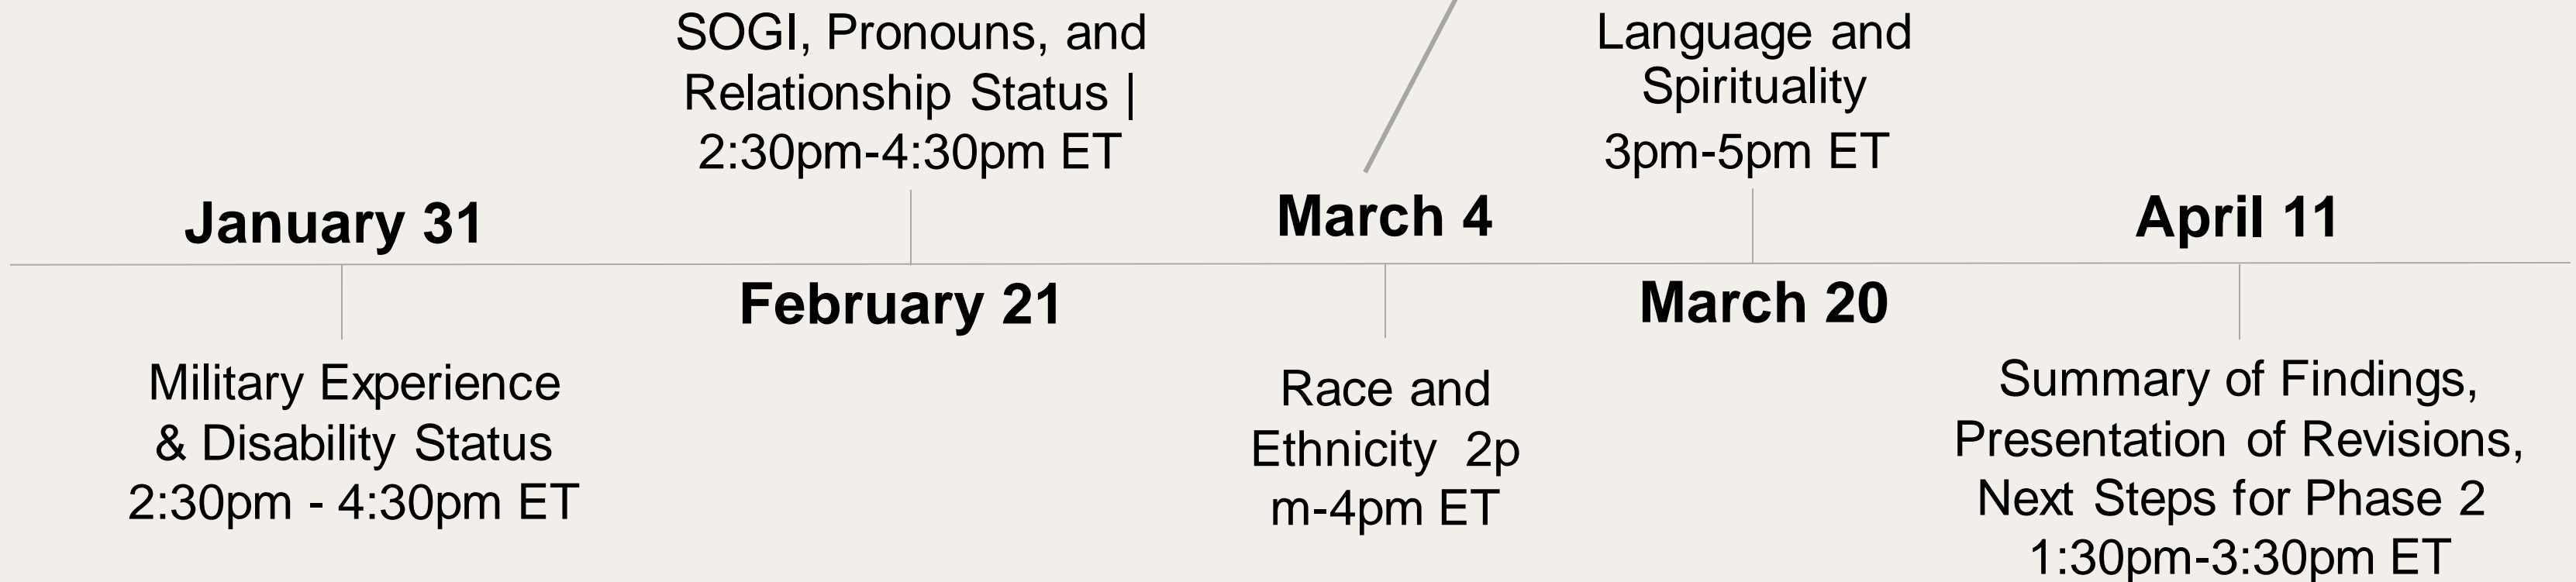 SOGI, Pronouns, and
Relationship Status |
2:30pm-4:30pm ET
Language and
Spirituality
3pm-5pm ET
January 31
March 4
April 11
February 21
March 20
Military Experience
& Disability Status
2:30pm - 4:30pm ET
Race and
Ethnicity 2p
m-4pm ET
Summary of Findings,
Presentation of Revisions,
Next Steps for Phase 2
1:30pm-3:30pm ET